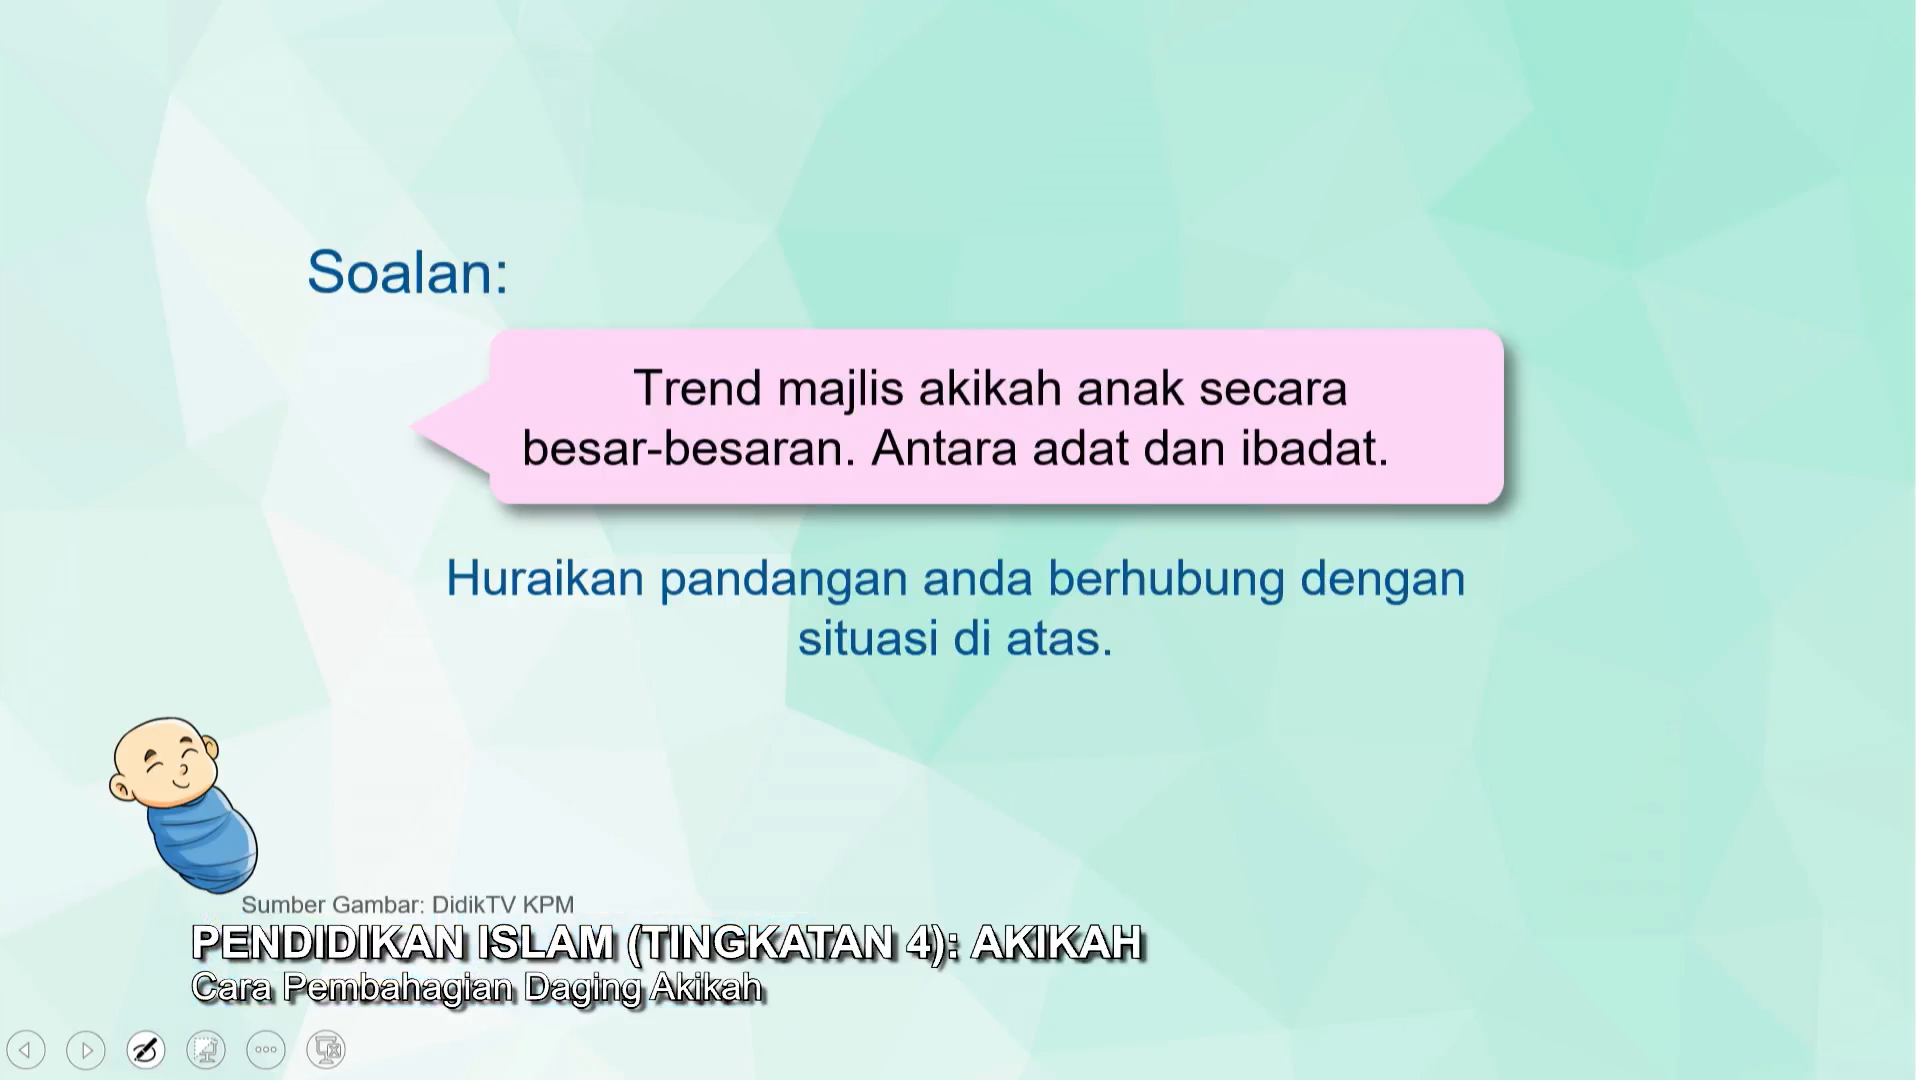 Soalan:
Trend majlis akikah anak secara
besar-besaran. Antara adat dan ibadat.
Huraikan pandangan anda berhubung dengan
situasi di atas.
Sumber Gambar: DidikTV KPM
PENDIDIKAN ISLAM (TINGKATAN 4): AKIKAH
Cara Pembahagian Daging Akikah